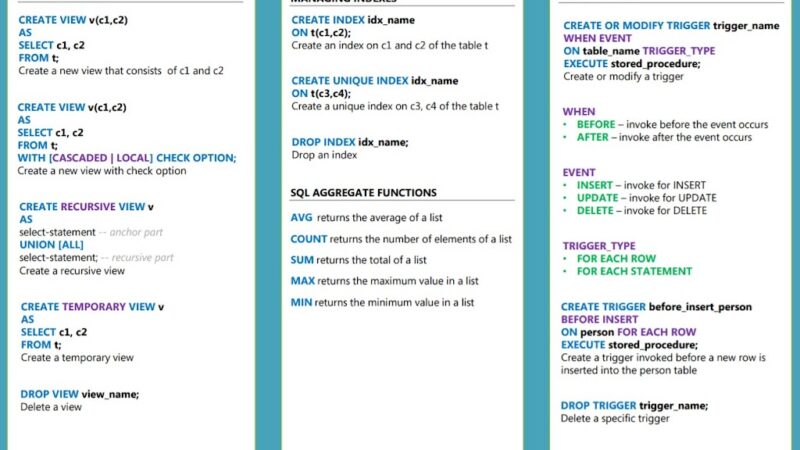 CREATE VIEW v(c1,c2)
AS
SELECT c1, c2
FROM t;
Create a new view that consists of c1 and c2
CREATE VIEW v(c1,c2)
AS
SELECT c1, c2
FROM t;
WITH [CASCADED | LOCAL] CHECK OPTION;
Create a new view with check option
CREATE RECURSIVE VIEW v
AS
select-statement -- anchor part
UNION [ALL]
select-statement; -- recursive part
Create a recursive view
CREATE TEMPORARY VIEW v
AS
SELECT c1, c2
FROM t;
Create a temporary view
DROP VIEW view_name;
Delete a view
MANAGING INDEXES
CREATE INDEX idx_name
ON t(c1,c2);
Create an index on c1 and c2 of the table t
CREATE UNIQUE INDEX idx_name
ON t(c3,c4);
Create a unique index on c3, c4 of the table t
DROP INDEX idx_name;
Drop an index
SQL AGGREGATE FUNCTIONS
AVG returns the average of a list
COUNT returns the number of elements of a list
SUM returns the total of a list
MAX returns the maximum value in a list
MIN returns the minimum value in a list
CREATE OR MODIFY TRIGGER trigger_name
WHEN EVENT
ON table_name TRIGGER_TYPE
EXECUTE stored_procedure;
Create or modify a trigger
WHEN
• BEFORE – invoke before the event occurs
• AFTER – invoke after the event occurs
EVENT
• INSERT – invoke for INSERT
• UPDATE – invoke for UPDATE
• DELETE – invoke for DELETE
TRIGGER_TYPE
• FOR EACH ROW
• FOR EACH STATEMENT
CREATE TRIGGER before_insert_person
BEFORE INSERT
ON person FOR EACH ROW
EXECUTE stored_procedure;
Create a trigger invoked before a new row is
inserted into the person table
DROP TRIGGER trigger_name;
Delete a specific trigger